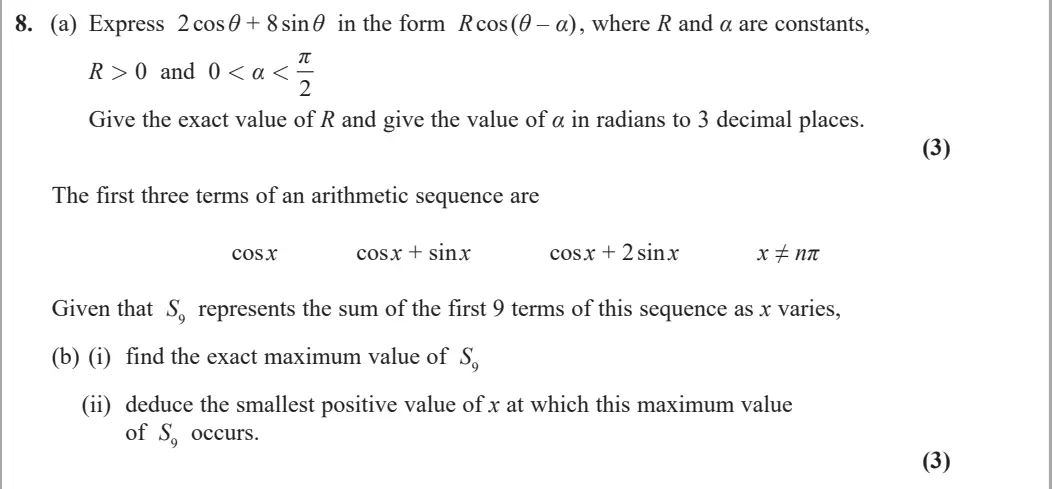 8. (a) Express 2 cos θ + 8 sin θ in the form R cos (θ – α), where R and α are constants,
R > 0 and 0 < α < π/2
Give the exact value of R and give the value of α in radians to 3 decimal places.
(3)
The first three terms of an arithmetic sequence are
cos x cos x + sin x cos x + 2 sin x x ≠ nπ
Given that S₉ represents the sum of the first 9 terms of this sequence as x varies,
(b) (i) find the exact maximum value of S₉
(ii) deduce the smallest positive value of x at which this maximum value
of S₉ occurs.
(3)